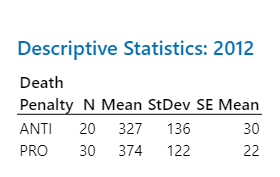 Descriptive Statistics: 2012
Death
Penalty N Mean StDev SE Mean
ANTI 20 327 136 30
PRO 30 374 122 22